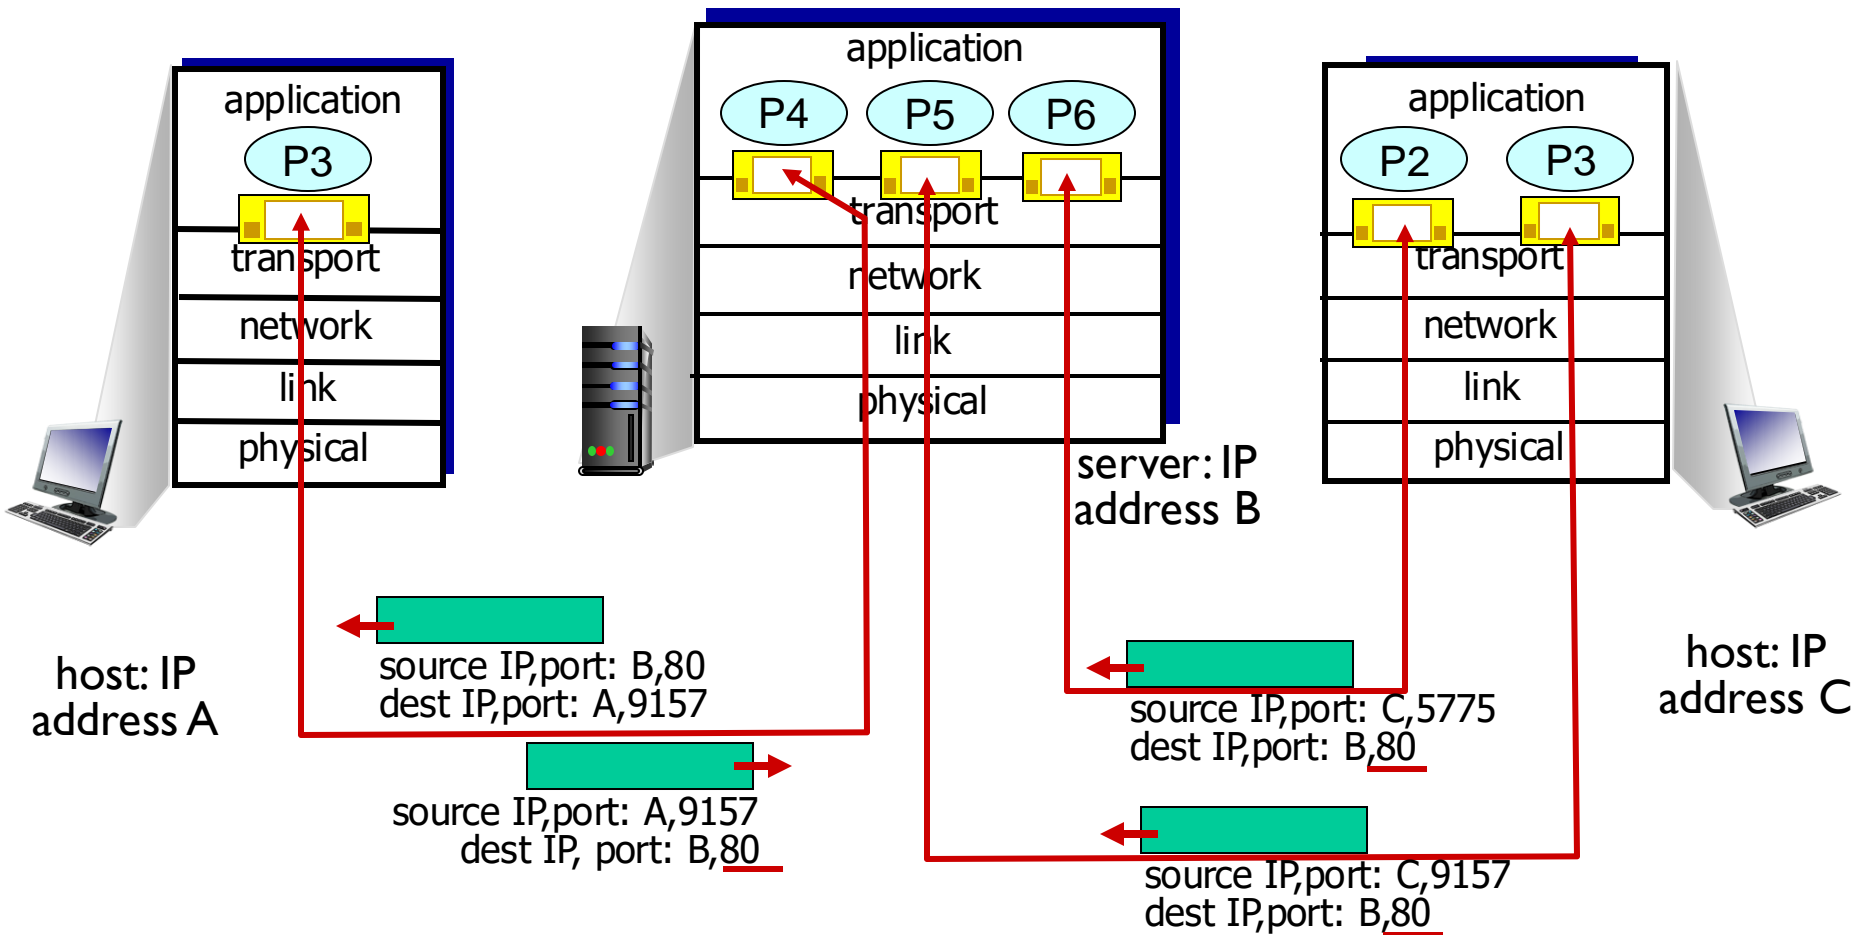 application
P3
transport
network
link
physical
host: IP
address A
application
P4
P5
P6
transport
network
link
physical
server: IP
address B
application
P2
P3
transport
network
link
physical
host: IP
address C
source IP,port: B,80
dest IP,port: A,9157
source IP,port: A,9157
dest IP, port: B,80
source IP,port: C,5775
dest IP,port: B,80
source IP,port: C,9157
dest IP,port: B,80